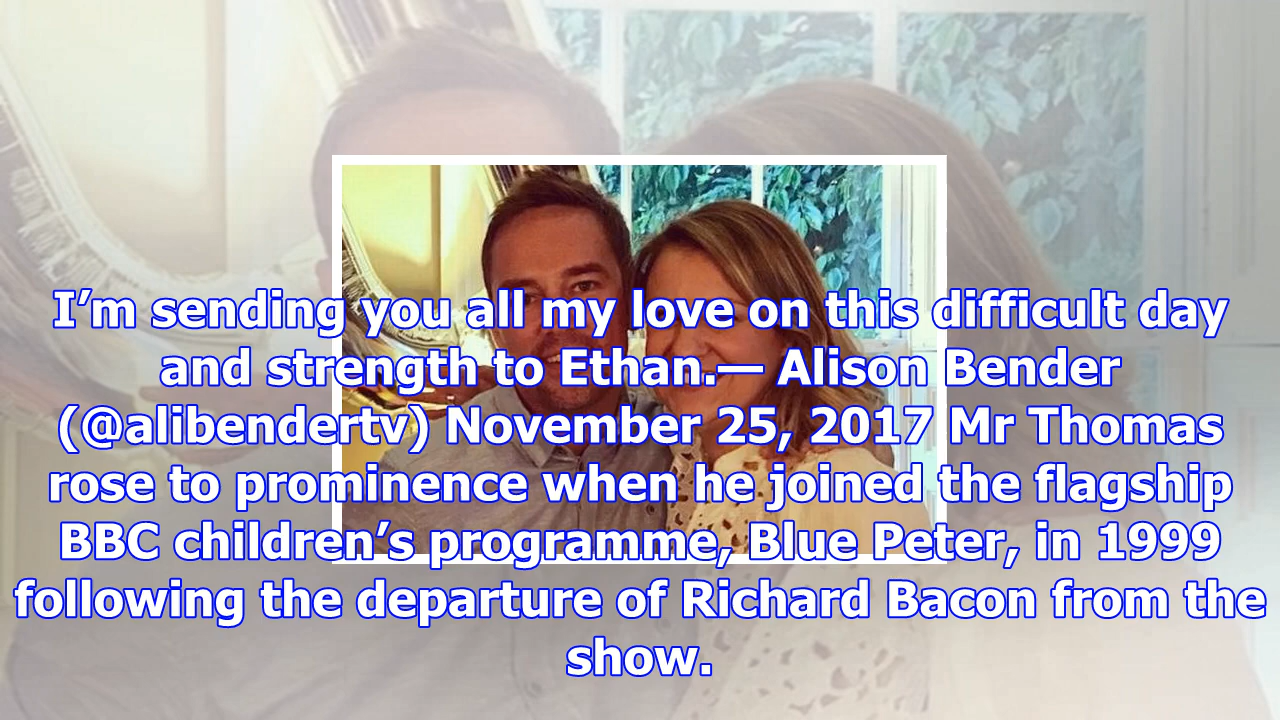 I’m sending you all my love on this difficult day
and strength to Ethan.— Alison Bender
(@alibendertv) November 25, 2017 Mr Thomas
rose to prominence when he joined the flagship
BBC children’s programme, Blue Peter, in 1999
following the departure of Richard Bacon from the
show.